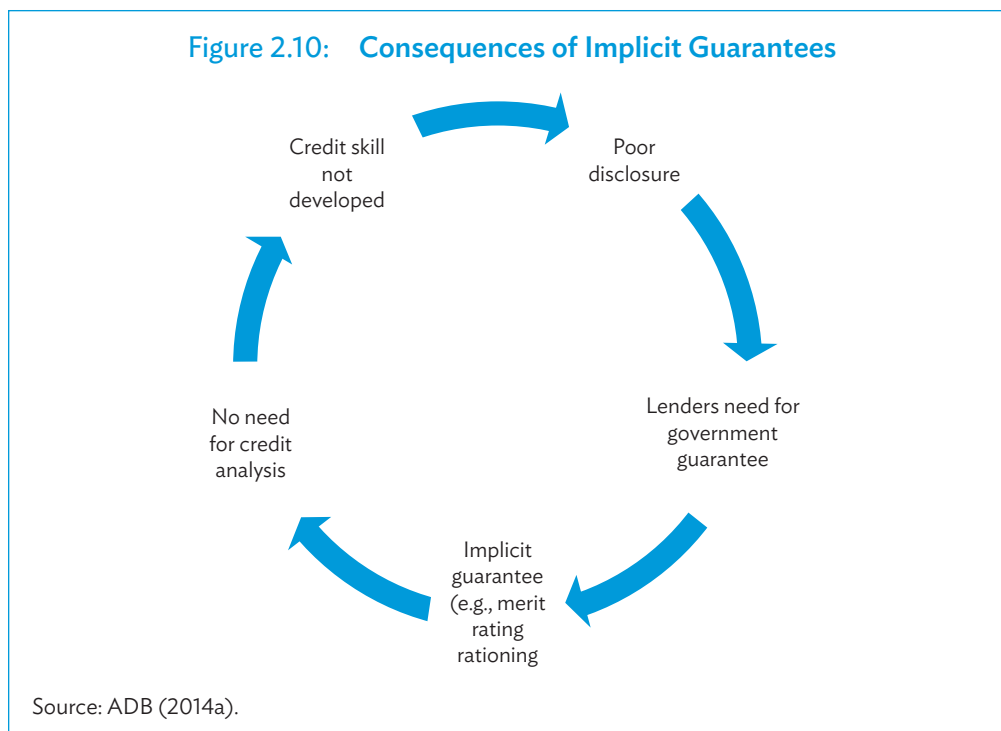 Figure 2.10: Consequences of Implicit Guarantees
Credit skill
not
developed
Poor
disclosure
Lenders need for
government
guarantee
Implicit
guarantee
(e.g., merit
rating
rationing
No need
for credit
analysis
Source: ADB (2014a).